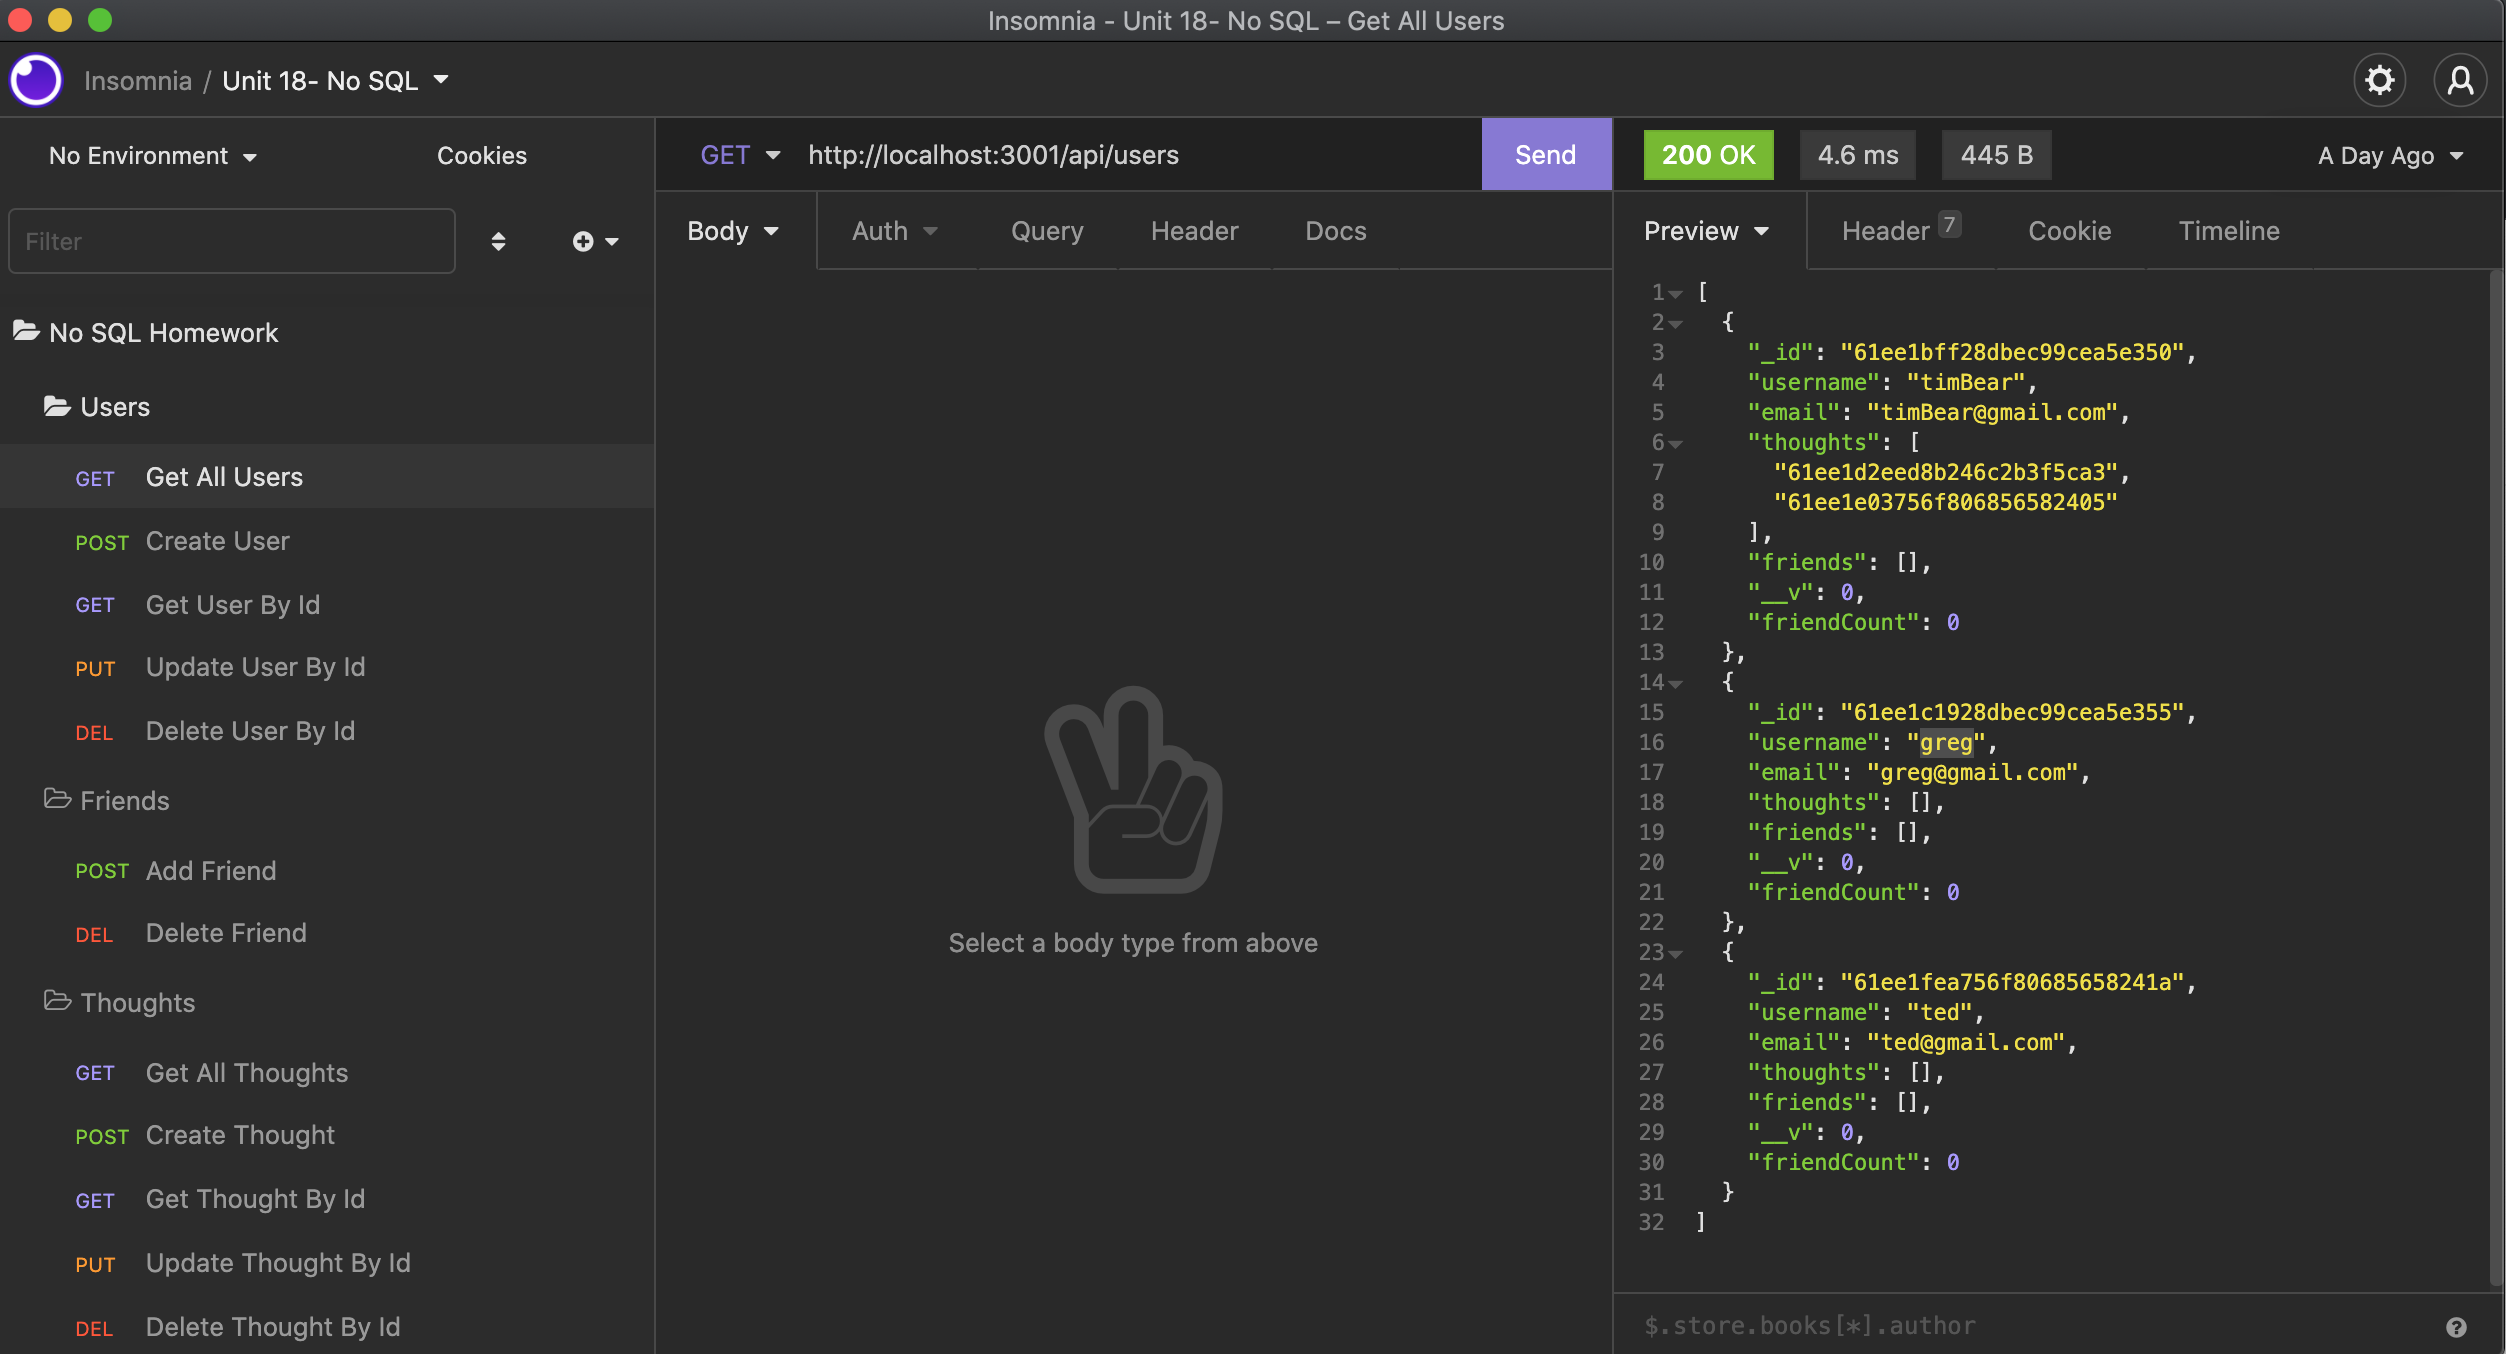 Insomnia - Unit 18- No SQL – Get All Users
Insomnia / Unit 18- No SQL
No Environment
Cookies
Filter
No SQL Homework
Users
GET Get All Users
POST Create User
GET Get User By Id
PUT Update User By Id
DEL Delete User By Id
Friends
POST Add Friend
DEL Delete Friend
Thoughts
GET Get All Thoughts
POST Create Thought
GET Get Thought By Id
PUT Update Thought By Id
DEL Delete Thought By Id
GET http://localhost:3001/api/users Send
Body Auth Query Header Docs
Select a body type from above
200 OK 4.6 ms 445 B A Day Ago
Preview Header 7 Cookie Timeline
1 [
2 {
3 "_id": "61ee1bff28dbec99cea5e350",
4 "username": "timBear",
5 "email": "timBear@gmail.com",
6 "thoughts": [
7 "61ee1d2eed8b246c2b3f5ca3",
8 "61ee1e03756f806856582405"
9 ],
10 "friends": [],
11 "__v": 0,
12 "friendCount": 0
13 },
14 {
15 "_id": "61ee1c1928dbec99cea5e355",
16 "username": "greg",
17 "email": "greg@gmail.com",
18 "thoughts": [],
19 "friends": [],
20 "__v": 0,
21 "friendCount": 0
22 },
23 {
24 "_id": "61ee1fea756f80685658241a",
25 "username": "ted",
26 "email": "ted@gmail.com",
27 "thoughts": [],
28 "friends": [],
29 "__v": 0,
30 "friendCount": 0
31 }
32 ]
$.store.books[*].author